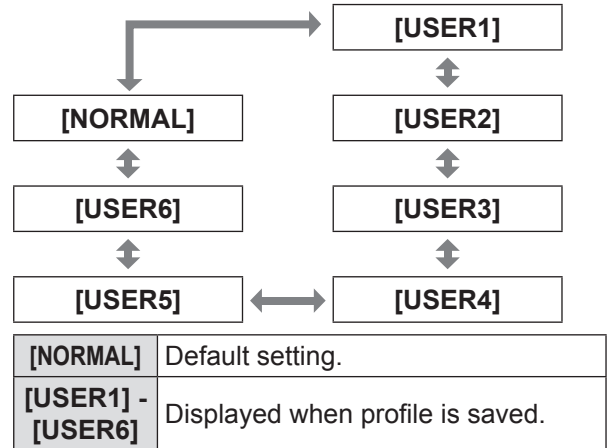 [USER1]
[NORMAL] [USER2]
[USER6] [USER3]
[USER5] [USER4]
[NORMAL] Default setting.
[USER1] -
[USER6] Displayed when profile is saved.